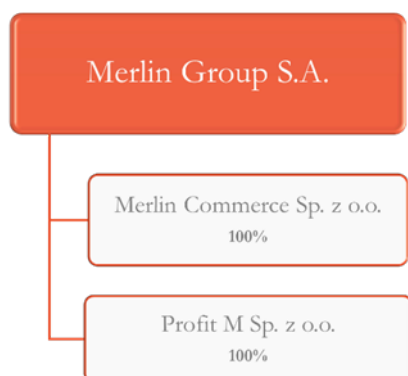 Merlin Group S.A.
Merlin Commerce Sp. z o.o.
100%
Profit M Sp. z o.o.
100%